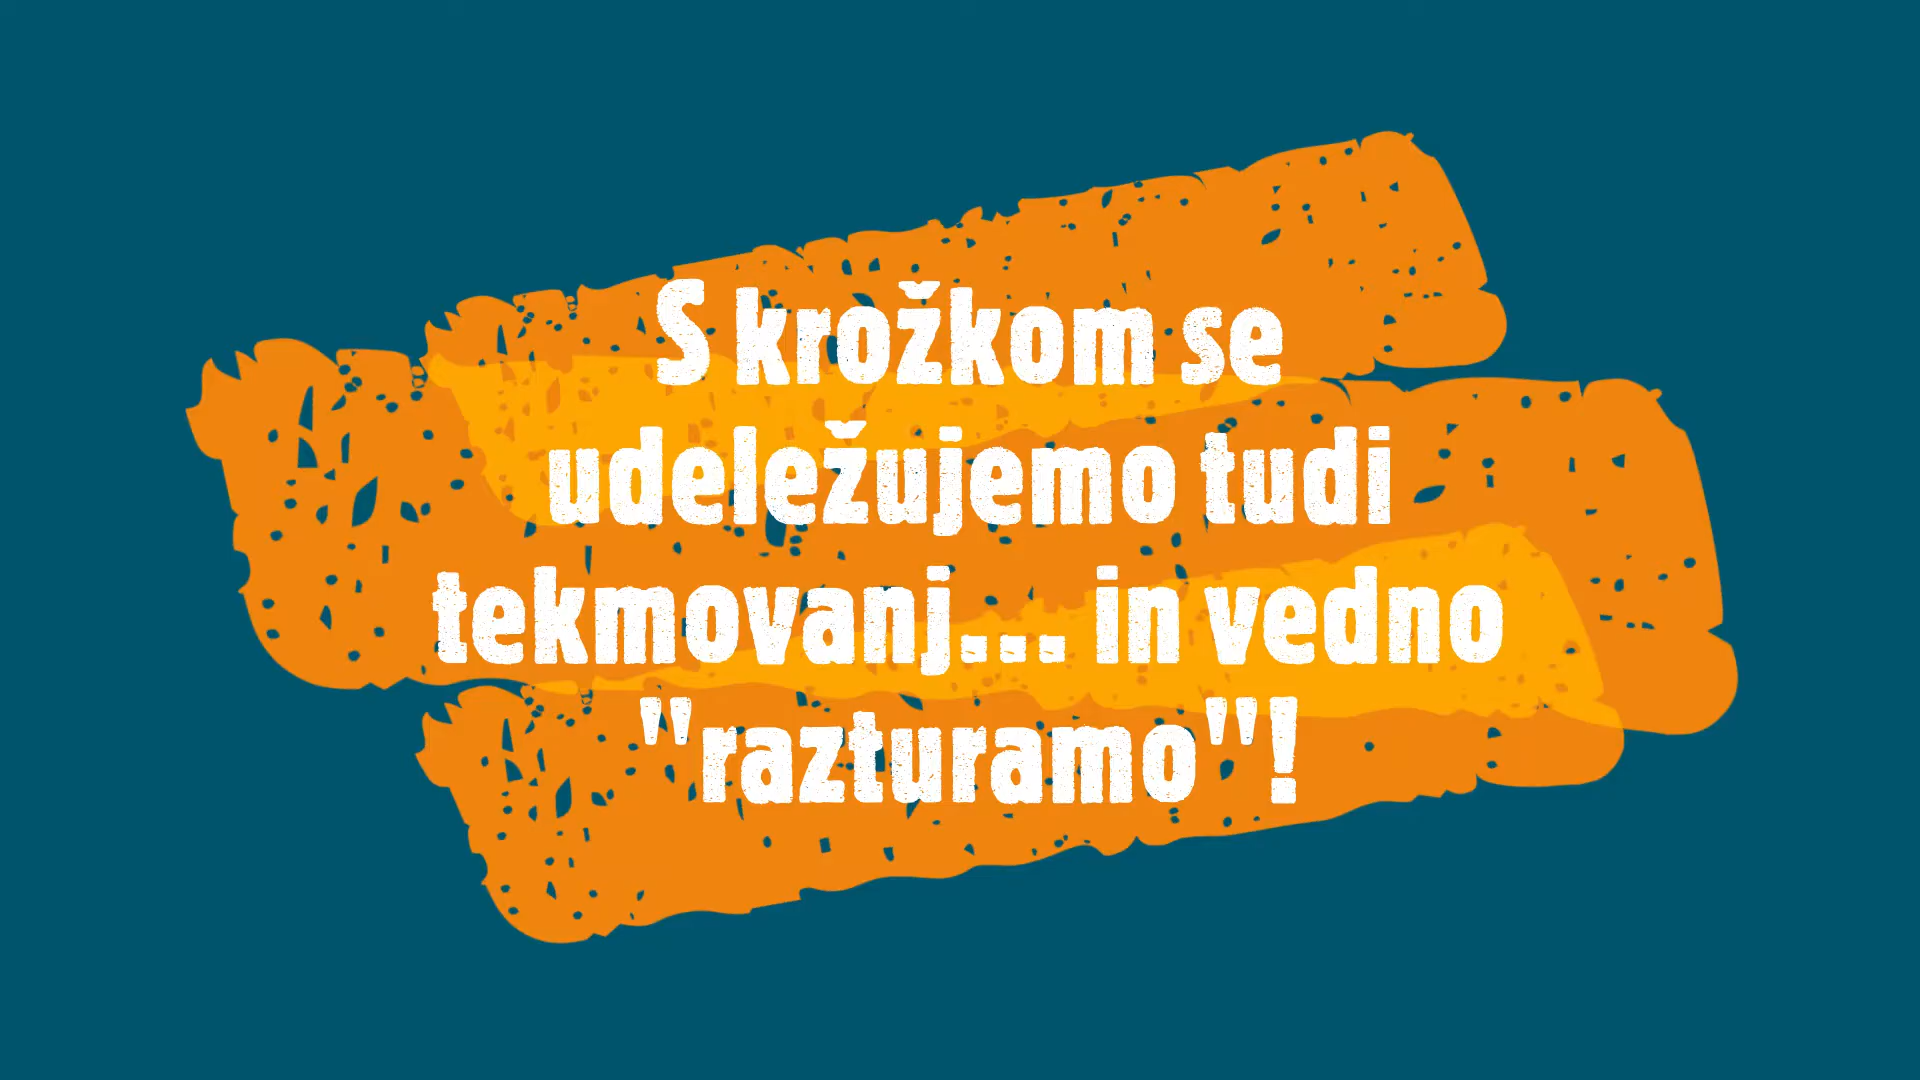 S krožkom se
udeležujemo tudi
tekmovanj... in vedno
"razturamo"!